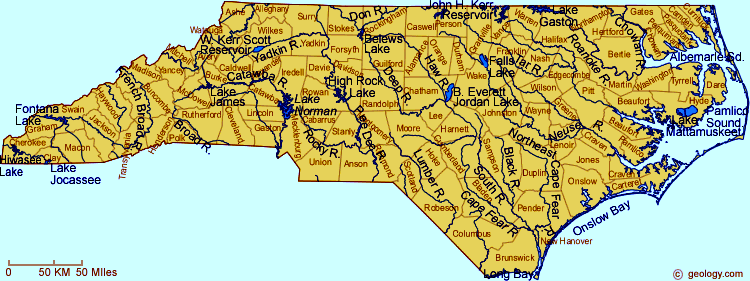 John H. Kerr
Reservoir
Lake
Gaston
Alleghany
Ashe
Surry
Stokes
Rockingham
Caswell
Person
Granville
Vance
Warren
Northampton
Hertford
Gates
Chowan R.
Watauga
Wilkes
Dan R.
W. Kerr Scott
Reservoir
Yadkin R.
Yadkin
Forsyth
Belews
Lake
Guilford
Alamance
Orange
Durham
Franklin
Nash
Halifax
Roanoke R.
Bertie
Albemarle Sd.
Mitchell
Avery
Caldwell
Catawba
Iredell
Davie
Davidson
High Rock
Lake
Randolph
Deep R.
Haw
Chatham
Wake
Falls
Lake
Tar R.
Edgecombe
Martin
Washington
Tyrrell
Dare
Madison
Yancey
Burke
Lake
James
Catawba
Rowan
Lake
Norman
B. Everett
Jordan Lake
Johnston
Wilson
Pitt
Beaufort
Hyde
Lake
Mattamuskeet
Pamlico
Sound
Fontana
Lake
Swain
Haywood
French Broad R.
Buncombe
Rutherford
Cleveland
Lincoln
Gaston
Mecklenburg
Cabarrus
Stanly
Rocky R.
Pee Dee R.
Montgomery
Moore
Lee
Harnett
Wayne
Greene
Neuse R.
Craven
Beaufort
Pamlico
Graham
Cherokee
Clay
Macon
Jackson
Transylvania
Henderson
Polk
Broad R.
Union
Anson
Richmond
Scotland
Hoke
Cumberland
Sampson
Northeast
Cape Fear
Lenoir
Jones
Craven
Carteret
Hiwassee
Lake
Lake
Jocassee
Lumber R.
Robeson
South R.
Bladen
Black R.
Duplin
Onslow
Onslow Bay
Cape Fear R.
Pender
Columbus
New Hanover
Brunswick
Long Bay
0 50 KM 50 Miles
© geology.com